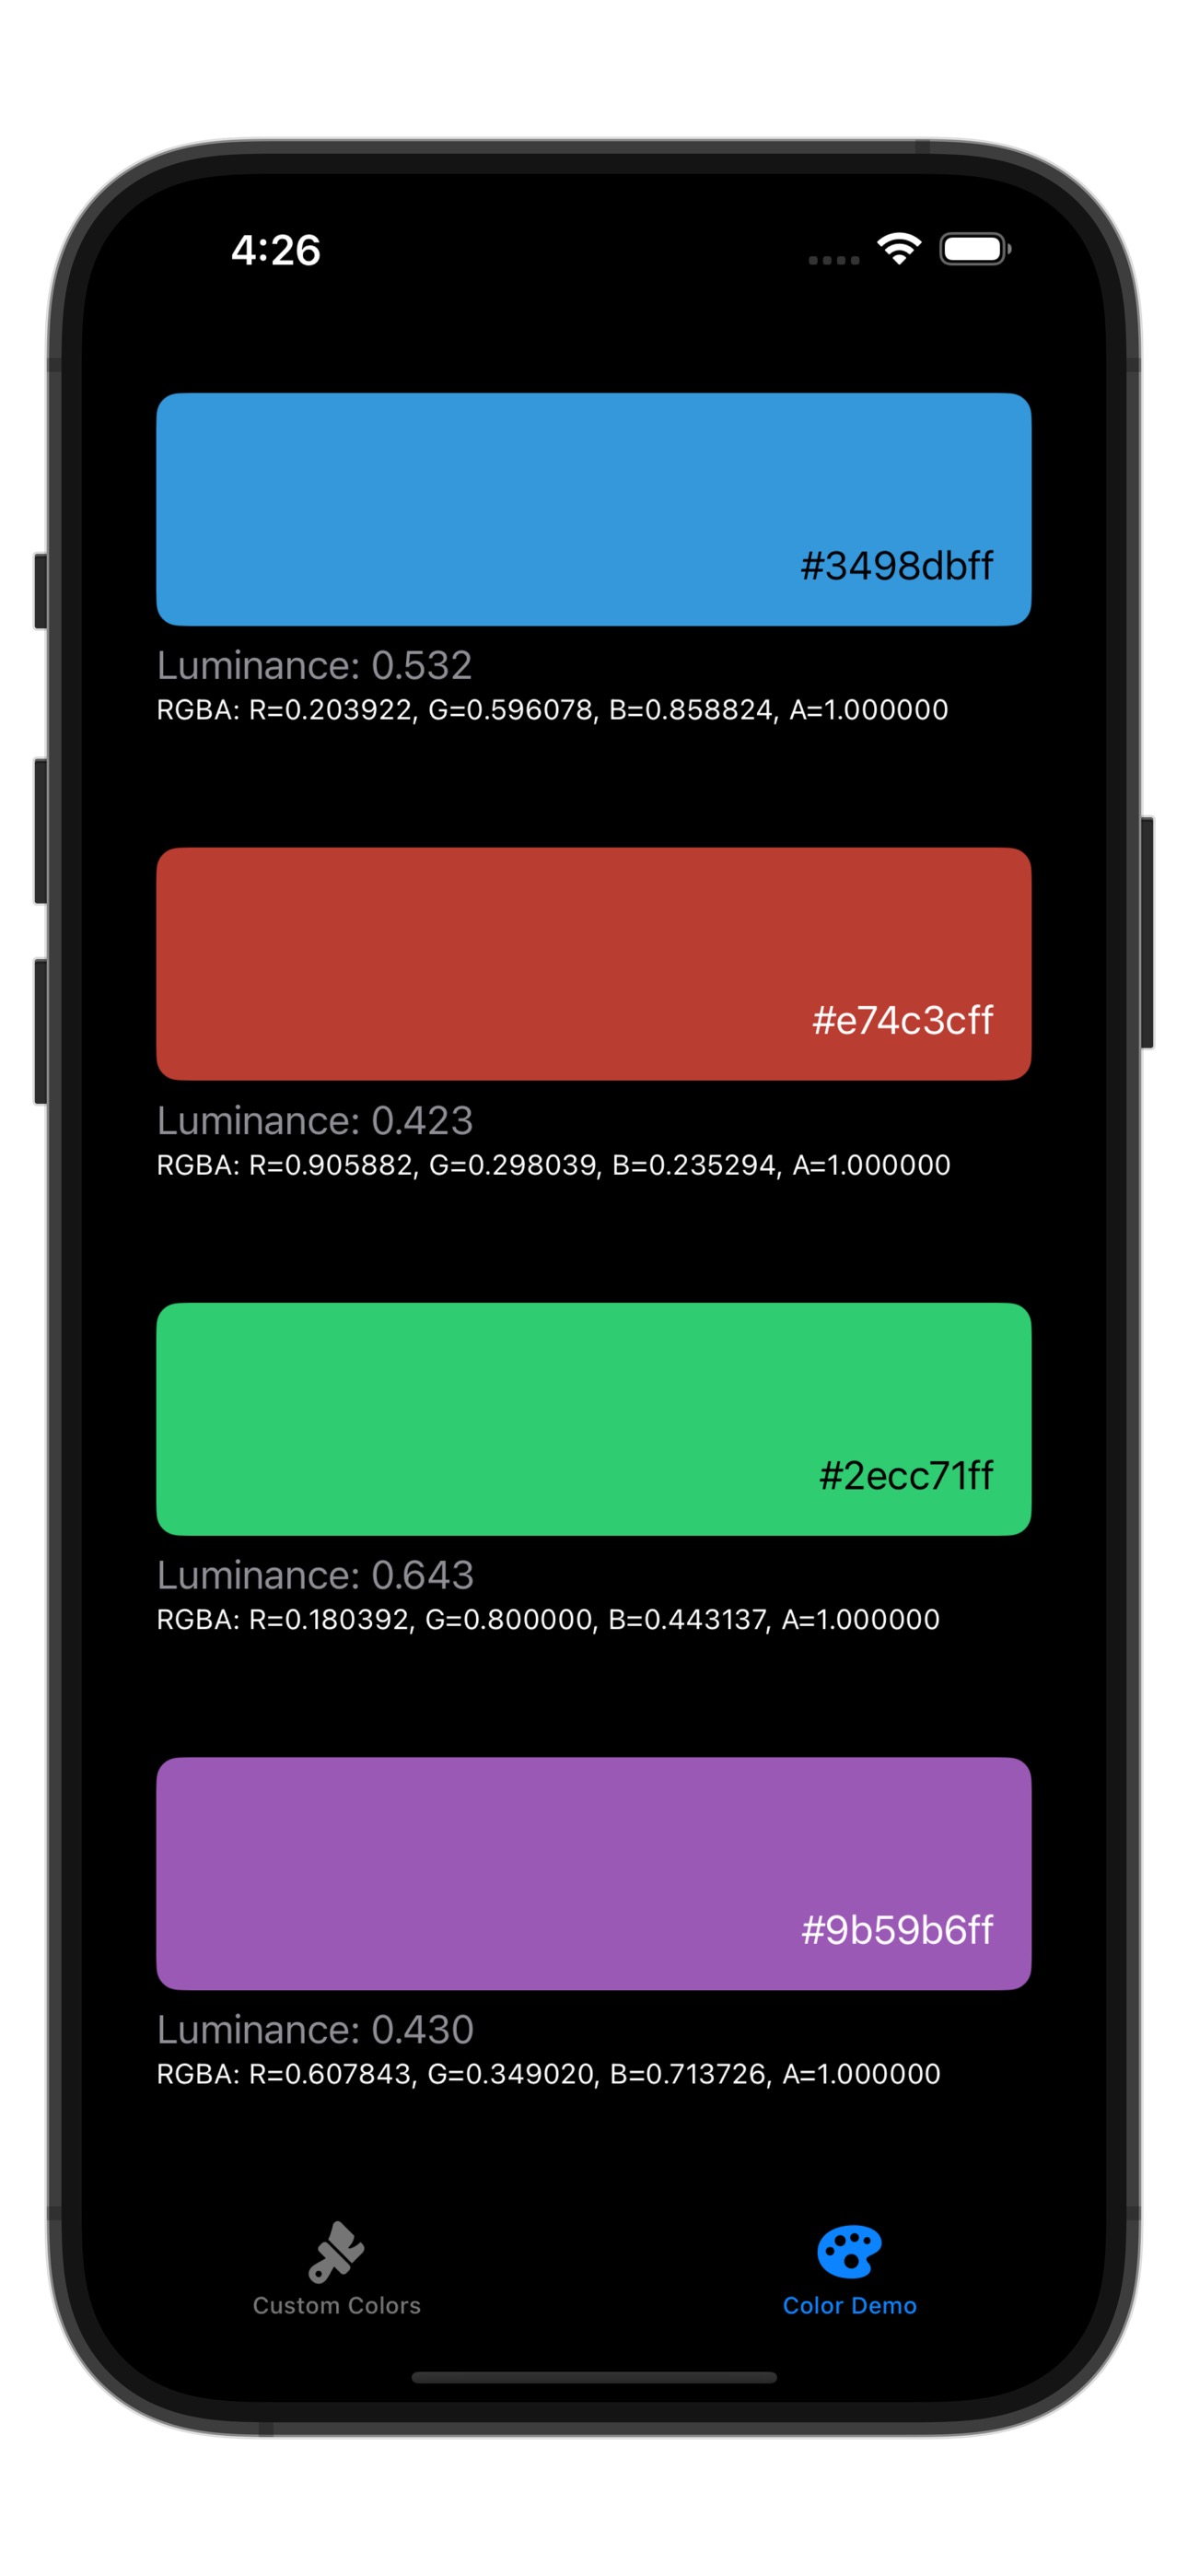 4:26
#3498dbff
Luminance: 0.532
RGBA: R=0.203922, G=0.596078, B=0.858824, A=1.000000
#e74c3cff
Luminance: 0.423
RGBA: R=0.905882, G=0.298039, B=0.235294, A=1.000000
#2ecc71ff
Luminance: 0.643
RGBA: R=0.180392, G=0.800000, B=0.443137, A=1.000000
#9b59b6ff
Luminance: 0.430
RGBA: R=0.607843, G=0.349020, B=0.713726, A=1.000000
Custom Colors
Color Demo